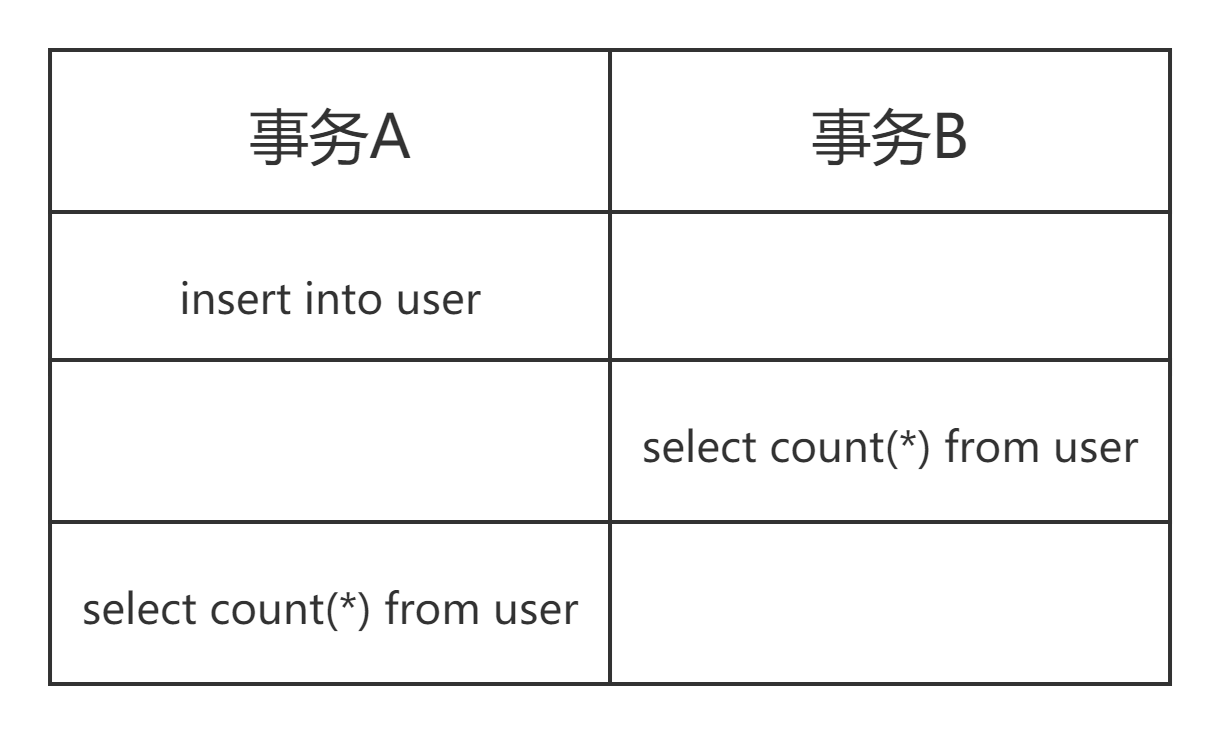 事务A
事务B
insert into user
select count(*) from user
select count(*) from user